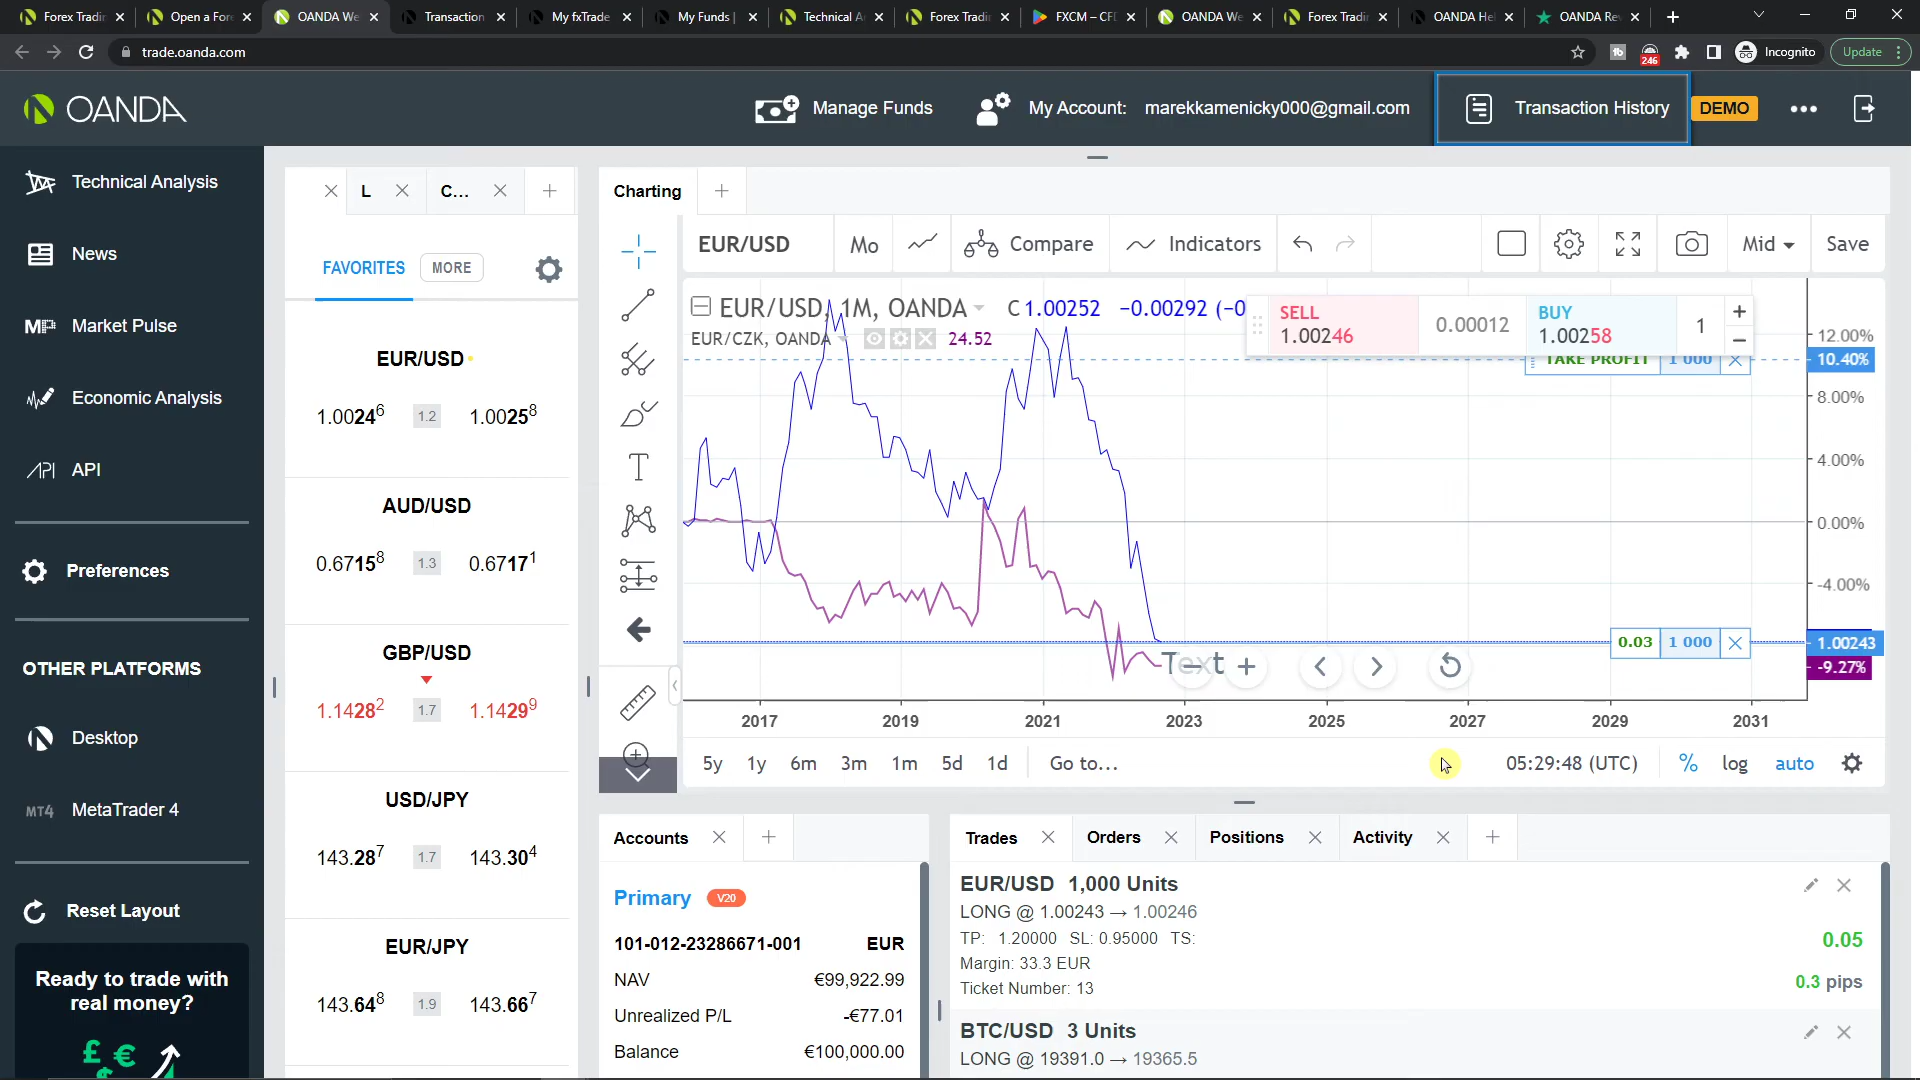 Forex Tradin
Open a Fore
OANDA We
Transaction
My fxTrade
My Funds |
Technical A
Forex Tradin
FXCM – CFD
OANDA We
Forex Tradin
OANDA Hel
OANDA Rev
trade.oanda.com
246
Incognito
Update
OANDA
Manage Funds
My Account: marekkamenicky000@gmail.com
Transaction History
DEMO
Technical Analysis
News
MP Market Pulse
Economic Analysis
API API
Preferences
OTHER PLATFORMS
Desktop
MT4 MetaTrader 4
Reset Layout
Ready to trade with
real money?
L
C...
FAVORITES
MORE
EUR/USD
1.00246 1.2 1.00258
AUD/USD
0.67158 1.3 0.67171
GBP/USD
1.14282 1.7 1.14299
USD/JPY
143.287 1.7 143.304
EUR/JPY
143.648 1.9 143.667
Charting
EUR/USD
Mo
Compare
Indicators
Mid
Save
EUR/USD, 1M, OANDA C1.00252 −0.00292 (−0
EUR/CZK, OANDA 24.52
SELL
1.00246
0.00012
BUY
1.00258
1
TAKE PROFIT 1 000
12.00%
10.40%
8.00%
4.00%
0.00%
-4.00%
0.03 1 000
1.00243
-9.27%
Text
2017 2019 2021 2023 2025 2027 2029 2031
5y 1y 6m 3m 1m 5d 1d Go to...
05:29:48 (UTC) % log auto
Accounts
Primary V20
101-012-23286671-001 EUR
NAV €99,922.99
Unrealized P/L -€77.01
Balance €100,000.00
Trades
Orders
Positions
Activity
EUR/USD 1,000 Units
LONG @ 1.00243 → 1.00246
TP: 1.20000 SL: 0.95000 TS:
Margin: 33.3 EUR
Ticket Number: 13
0.05
0.3 pips
BTC/USD 3 Units
LONG @ 19391.0 → 19365.5